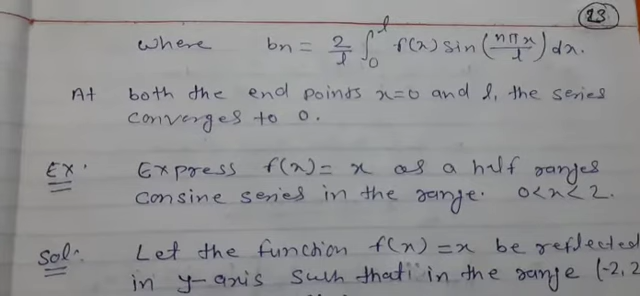 23
where bn = 2/l ∫₀ˡ f(x) sin (nπx/l) dx.
At both the end points x=0 and l, the series
converges to 0.
Ex. Express f(x) = x as a half ranges
consine series in the range. 0<x<2.
Sol. Let the function f(x) = x be reflected
in y-axis such that in the range (-2,2